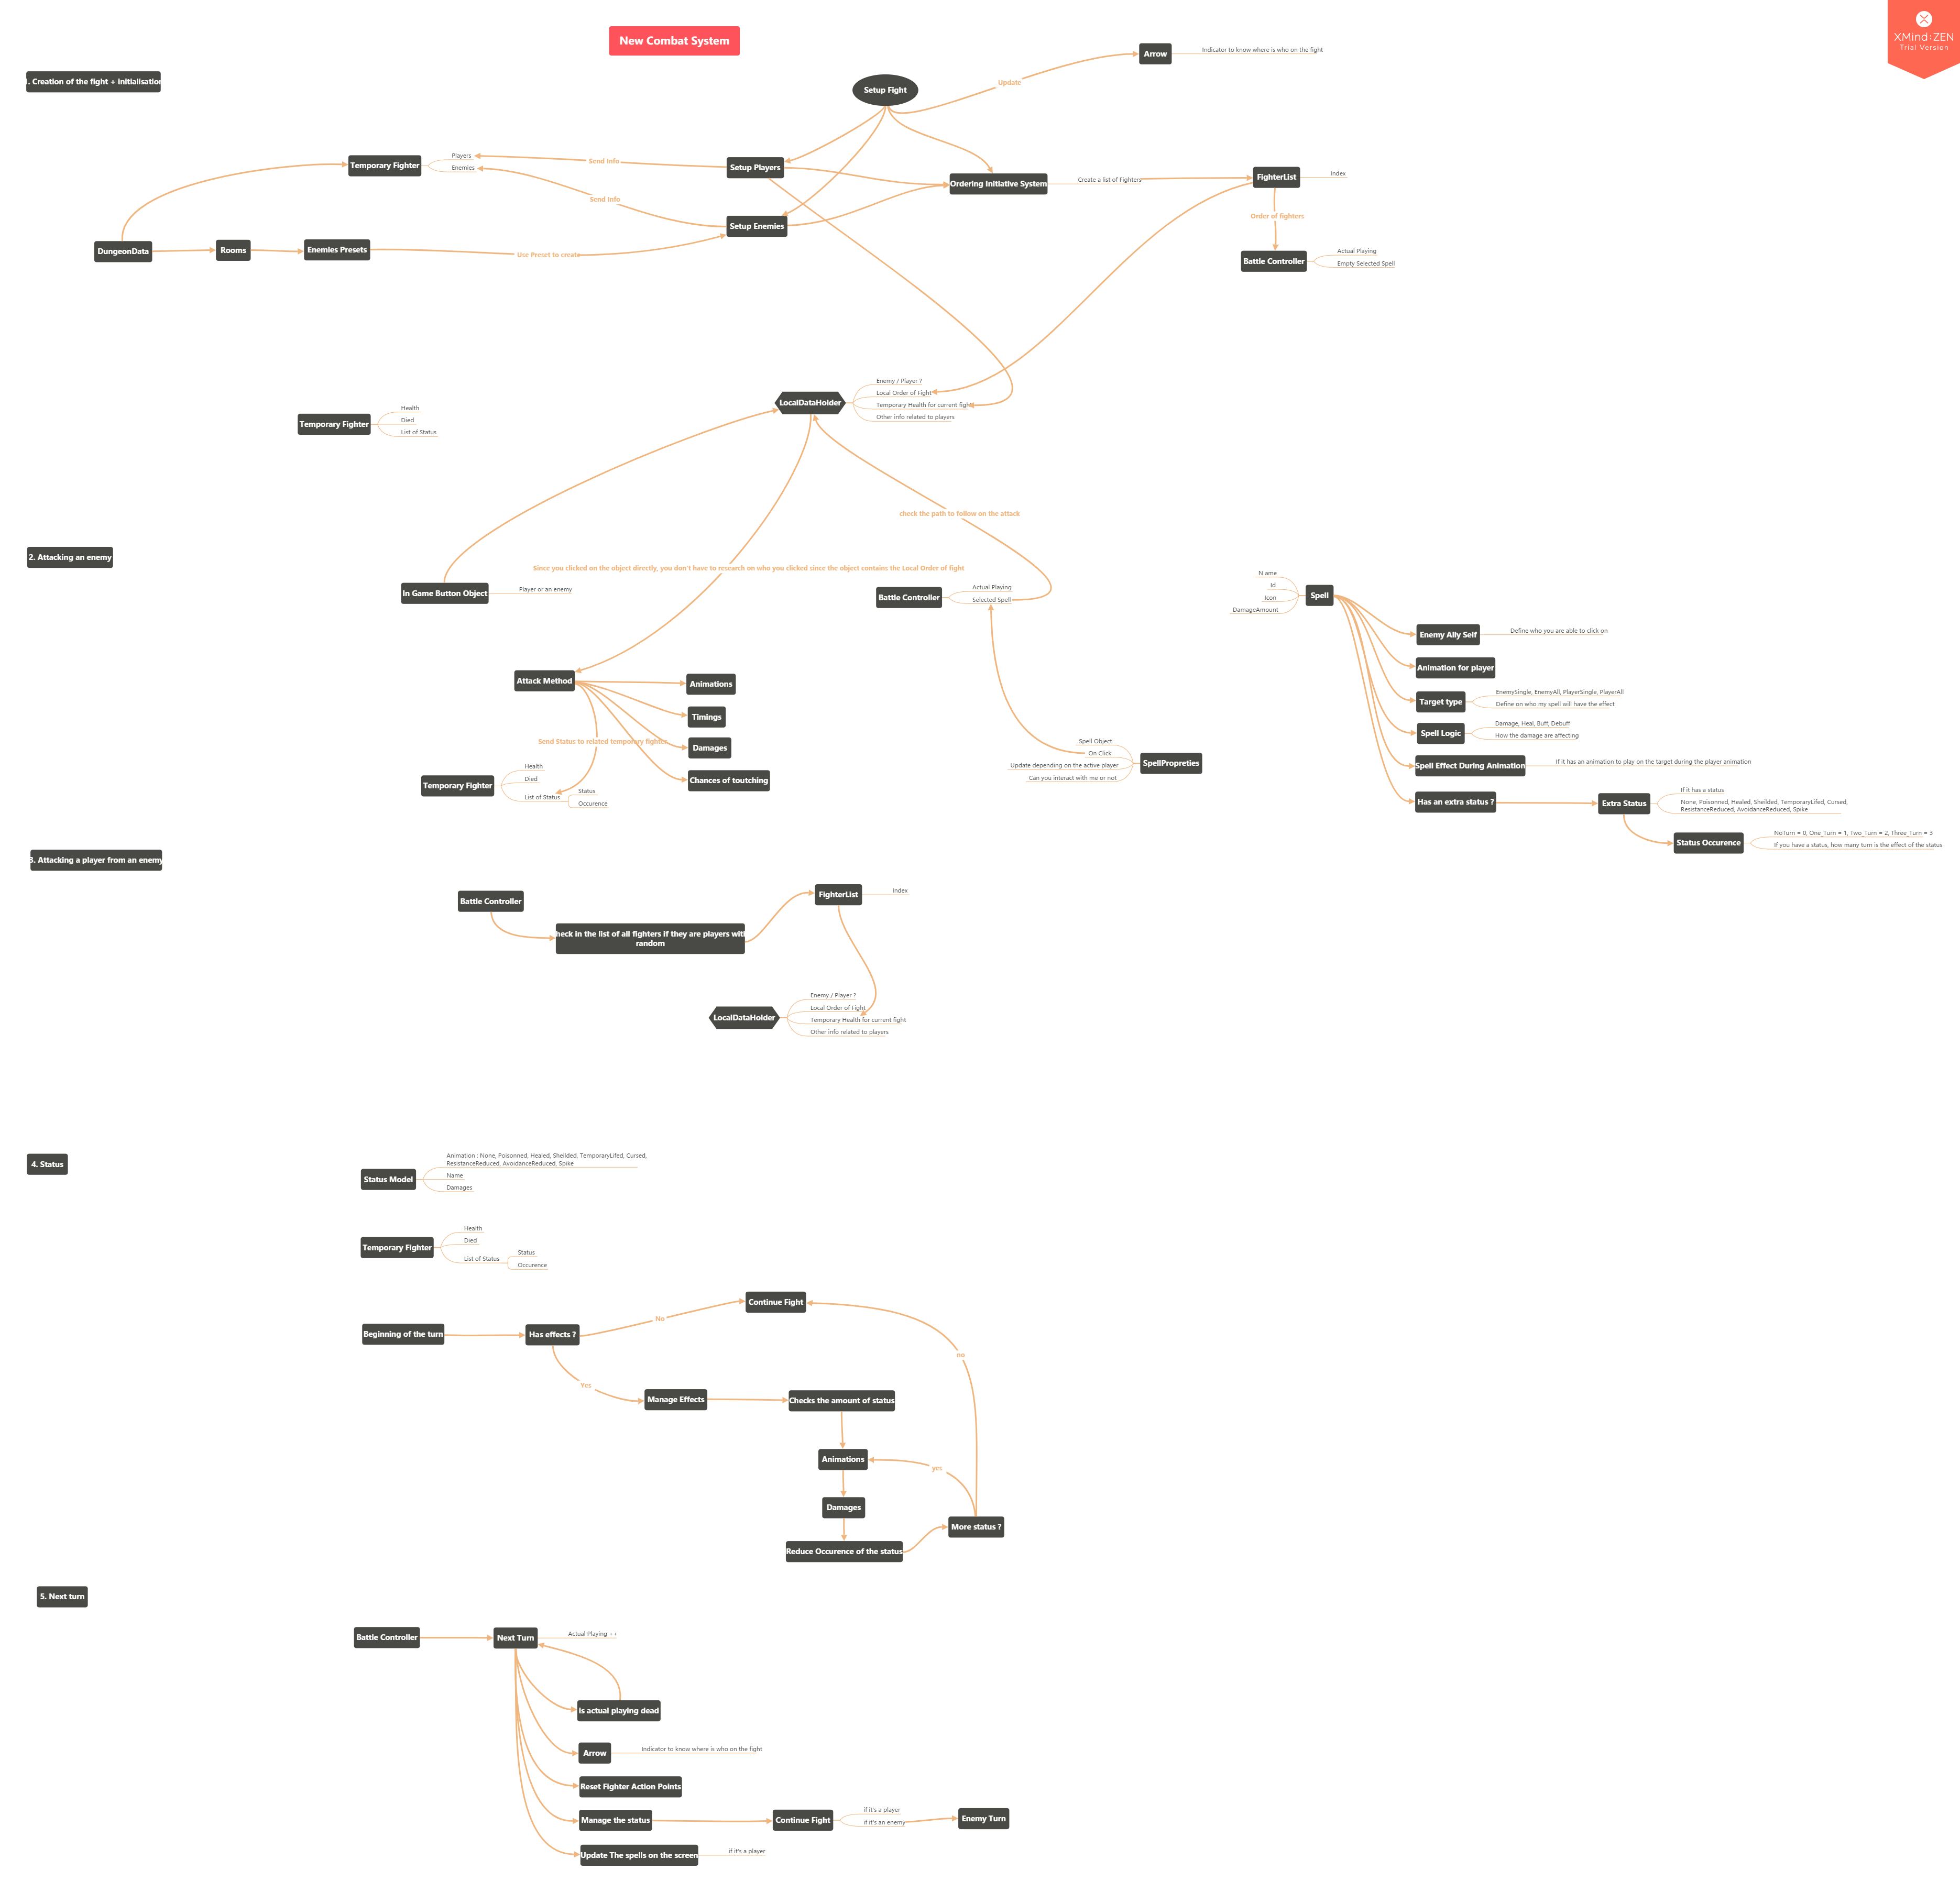 New Combat System
XMind:ZEN
Trial Version
. Creation of the fight + initialisation
Arrow
Indicator to know where is who on the fight
Update
Setup Fight
Temporary Fighter
Players
Enemies
Send Info
Setup Players
Ordering Initiative System
Create a list of Fighters
FighterList
Index
Send Info
Setup Enemies
Order of fighters
DungeonData
Rooms
Enemies Presets
Use Preset to create
Battle Controller
Actual Playing
Empty Selected Spell
LocalDataHolder
Enemy / Player ?
Local Order of Fight
Temporary Health for current fight
Other info related to players
Temporary Fighter
Health
Died
List of Status
check the path to follow on the attack
2. Attacking an enemy
Since you clicked on the object directly, you don't have to research on who you clicked since the object contains the Local Order of fight
In Game Button Object
Player or an enemy
Battle Controller
Actual Playing
Selected Spell
N ame
Id
Icon
DamageAmount
Spell
Enemy Ally Self
Define who you are able to click on
Animation for player
Target type
EnemySingle, EnemyAll, PlayerSingle, PlayerAll
Define on who my spell will have the effect
Spell Logic
Damage, Heal, Buff, Debuff
How the damage are affecting
Spell Effect During Animation
If it has an animation to play on the target during the player animation
Has an extra status ?
Extra Status
If it has a status
None, Poisonned, Healed, Sheilded, TemporaryLifed, Cursed,
ResistanceReduced, AvoidanceReduced, Spike
Status Occurence
NoTurn = 0, One_Turn = 1, Two_Turn = 2, Three_Turn = 3
If you have a status, how many turn is the effect of the status
Attack Method
Animations
Timings
Damages
Chances of toutching
Send Status to related temporary fighter
Temporary Fighter
Health
Died
List of Status
Status
Occurence
Spell Object
On Click
Update depending on the active player
Can you interact with me or not
SpellPropreties
3. Attacking a player from an enemy
Battle Controller
heck in the list of all fighters if they are players with
random
FighterList
Index
LocalDataHolder
Enemy / Player ?
Local Order of Fight
Temporary Health for current fight
Other info related to players
4. Status
Status Model
Animation : None, Poisonned, Healed, Sheilded, TemporaryLifed, Cursed,
ResistanceReduced, AvoidanceReduced, Spike
Name
Damages
Temporary Fighter
Health
Died
List of Status
Status
Occurence
Beginning of the turn
Has effects ?
No
Continue Fight
Yes
no
Manage Effects
Checks the amount of status
Animations
yes
Damages
More status ?
Reduce Occurence of the status
5. Next turn
Battle Controller
Next Turn
Actual Playing ++
is actual playing dead
Arrow
Indicator to know where is who on the fight
Reset Fighter Action Points
Manage the status
Continue Fight
if it's a player
if it's an enemy
Enemy Turn
Update The spells on the screen
if it's a player